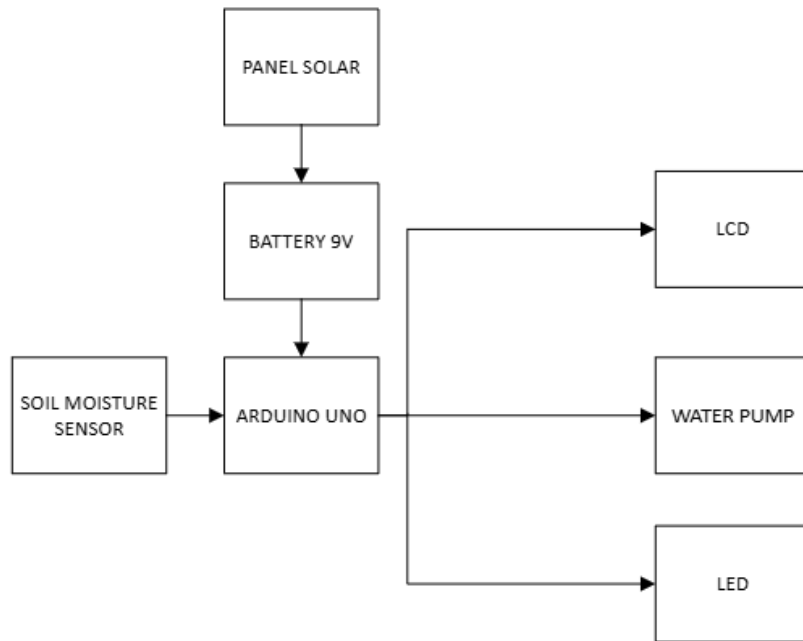 PANEL SOLAR
BATTERY 9V
LCD
SOIL MOISTURE
SENSOR
ARDUINO UNO
WATER PUMP
LED